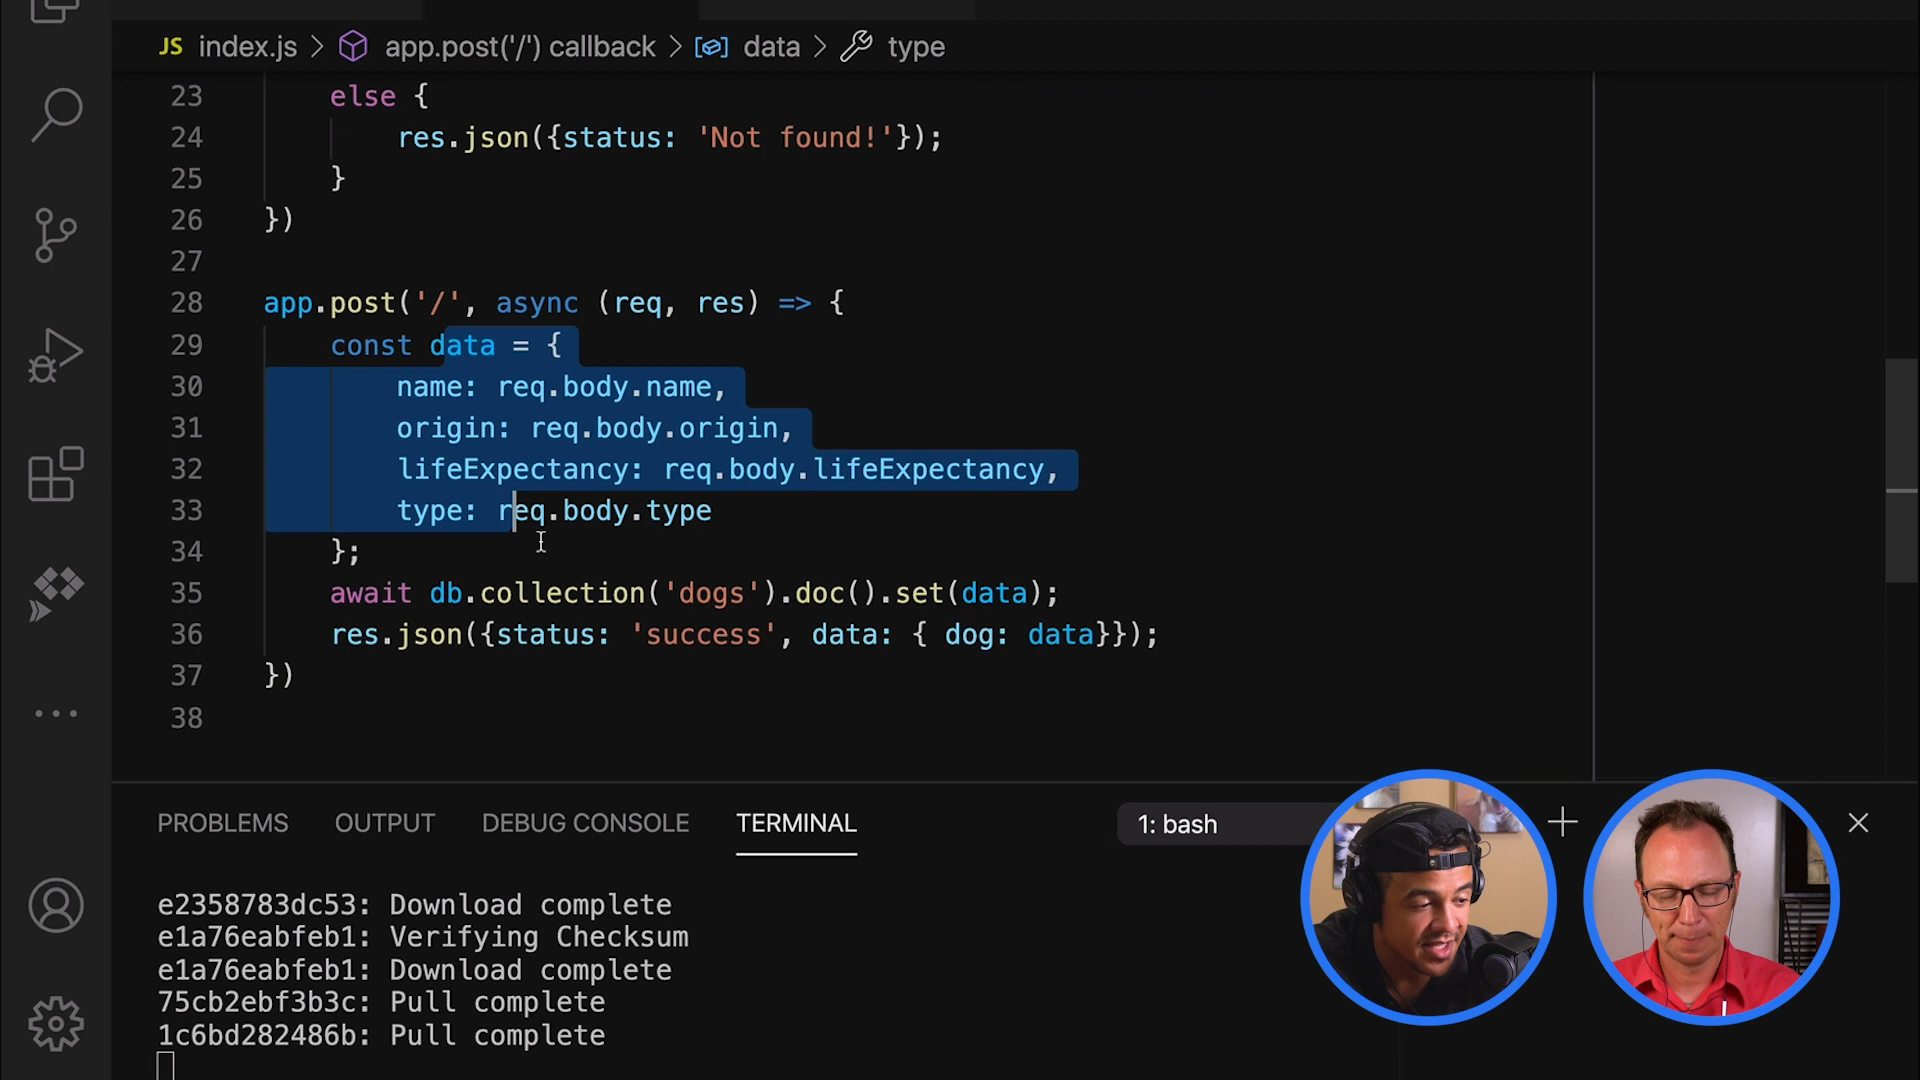 JS index.js > app.post('/') callback > data > type
23 else {
24 res.json({status: 'Not found!'});
25 }
26 })
27
28 app.post('/', async (req, res) => {
29 const data = {
30 name: req.body.name,
31 origin: req.body.origin,
32 lifeExpectancy: req.body.lifeExpectancy,
33 type: req.body.type
34 };
35 await db.collection('dogs').doc().set(data);
36 res.json({status: 'success', data: { dog: data}});
37 })
38
PROBLEMS OUTPUT DEBUG CONSOLE TERMINAL 1: bash
e2358783dc53: Download complete
e1a76eabfeb1: Verifying Checksum
e1a76eabfeb1: Download complete
75cb2ebf3b3c: Pull complete
1c6bd282486b: Pull complete